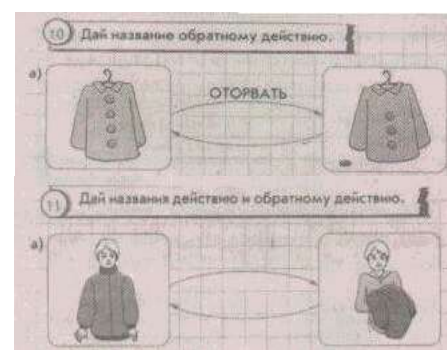 10 Дай название обратному действию.
а)
ОТОРВАТЬ
11 Дай названия действию и обратному действию.
а)